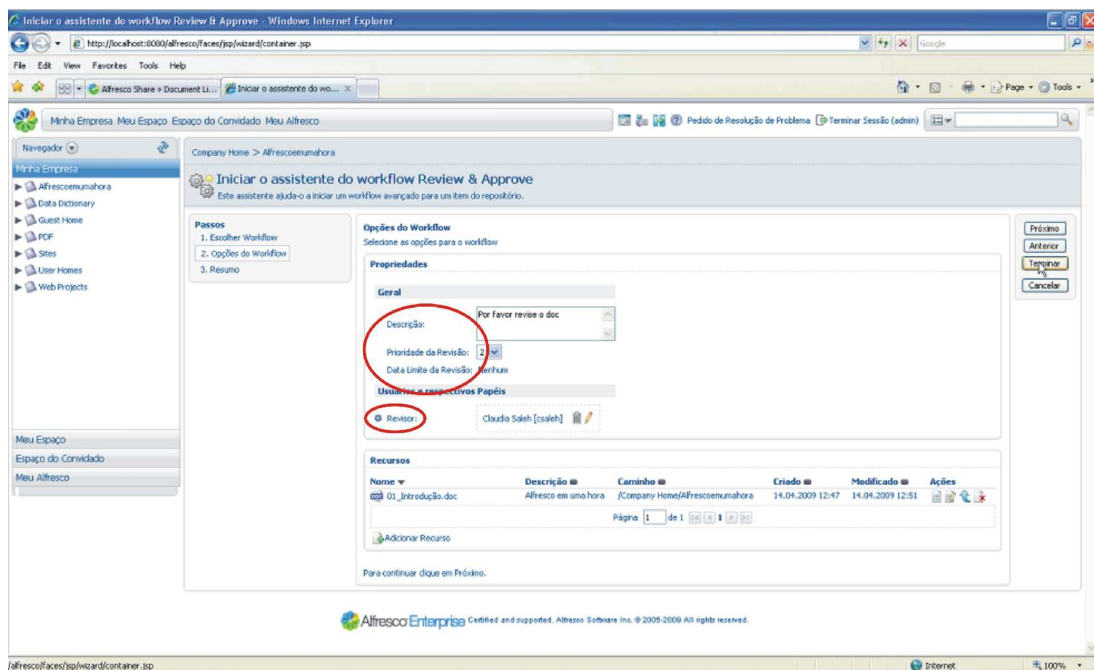 Iniciar o assistente do workflow Review & Approve - Windows Internet Explorer
http://localhost:8080/alfresco/faces/jsp/wizard/container.jsp
Google
File Edit View Favorites Tools Help
Alfresco Share » Document Li... Iniciar o assistente do wo... X
Page Tools
Minha Empresa Meu Espaço Espaço do Convidado Meu Alfresco
Pedido de Resolução de Problema Terminar Sessão (admin)
Navegador
Company Home > Alfrescoemumahora
Minha Empresa
Alfrescoemumahora
Data Dictionary
Guest Home
PDF
Sites
User Homes
Web Projects
Meu Espaço
Espaço do Convidado
Meu Alfresco
Iniciar o assistente do workflow Review & Approve
Este assistente ajuda-o a iniciar um workflow avançado para um item do repositório.
Passos
1. Escolher Workflow
2. Opções do Workflow
3. Resumo
Opções do Workflow
Selecione as opções para o workflow
Propriedades
Geral
Descrição: Por favor revise o doc
Prioridade da Revisão: 2
Data Limite da Revisão: Nenhum
Usuários e respectivos Papéis
Revisor: Claudia Saleh [csaleh]
Recursos
Nome Descrição Caminho Criado Modificado Ações
01_Introdução.doc Alfresco em uma hora /Company Home/Alfrescoemumahora 14.04.2009 12:47 14.04.2009 12:51
Página 1 de 1 1
Adicionar Recurso
Para continuar clique em Próximo.
Próximo
Anterior
Terminar
Cancelar
Alfresco Enterprise Certified and supported. Alfresco Software Inc. © 2005-2009 All rights reserved.
/alfresco/faces/jsp/wizard/container.jsp
Internet
100%